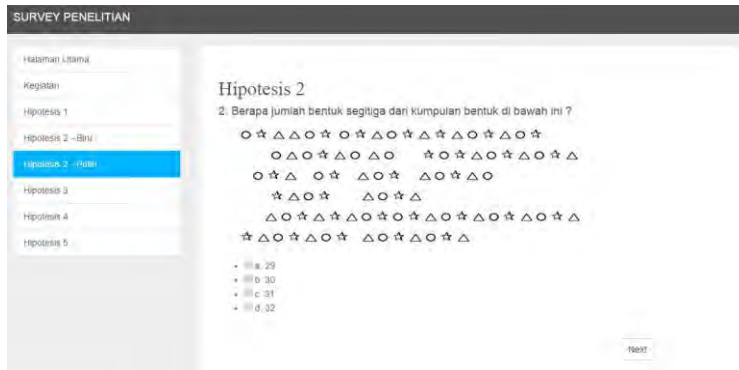 SURVEY PENELITIAN
Halaman Utama
Kegiatan
Hipotesis 1
Hipotesis 2 - Biru
Hipotesis 2 - Putih
Hipotesis 3
Hipotesis 4
Hipotesis 5
Hipotesis 2
2. Berapa jumlah bentuk segitiga dari kumpulan bentuk di bawah ini ?
a. 29
b. 30
c. 31
d. 32
Next